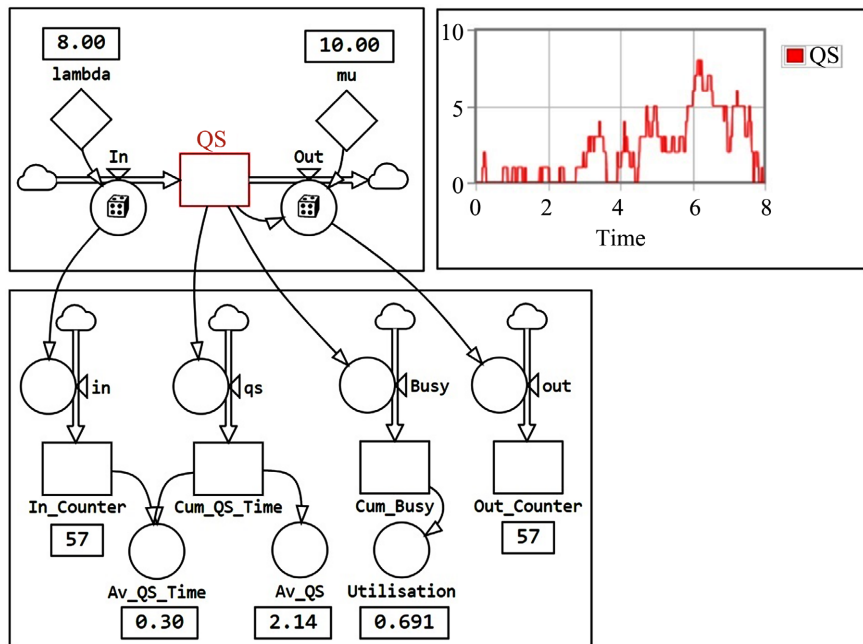 8.00
10.00
lambda
mu
QS
In
Out
10
5
0
0
2
4
6
8
Time
QS
in
qs
Busy
out
In_Counter
Cum_QS_Time
Cum_Busy
Out_Counter
57
57
Av_QS_Time
Av_QS
Utilisation
0.30
2.14
0.691